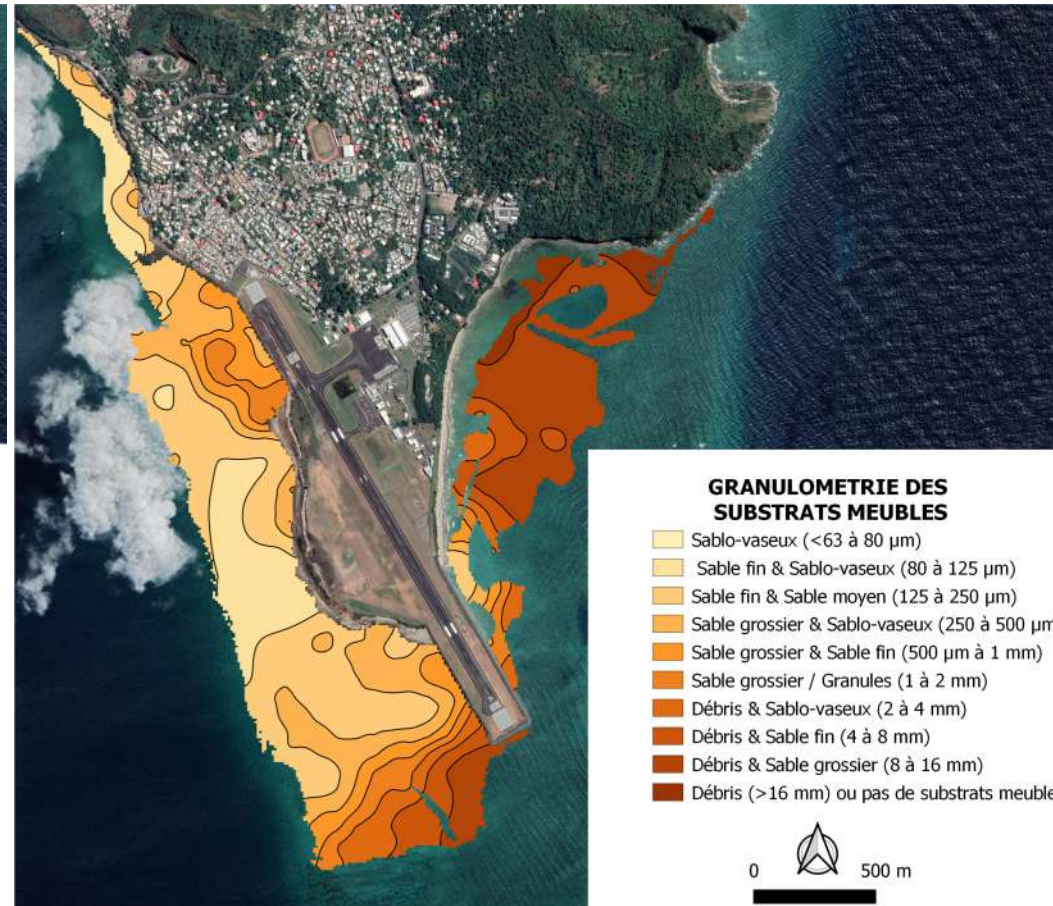 GRANULOMETRIE DES
SUBSTRATS MEUBLES
Sablo-vaseux (<63 à 80 µm)
Sable fin & Sablo-vaseux (80 à 125 µm)
Sable fin & Sable moyen (125 à 250 µm)
Sable grossier & Sablo-vaseux (250 à 500 µm
Sable grossier & Sable fin (500 µm à 1 mm)
Sable grossier / Granules (1 à 2 mm)
Débris & Sablo-vaseux (2 à 4 mm)
Débris & Sable fin (4 à 8 mm)
Débris & Sable grossier (8 à 16 mm)
Débris (>16 mm) ou pas de substrats meuble
0 500 m